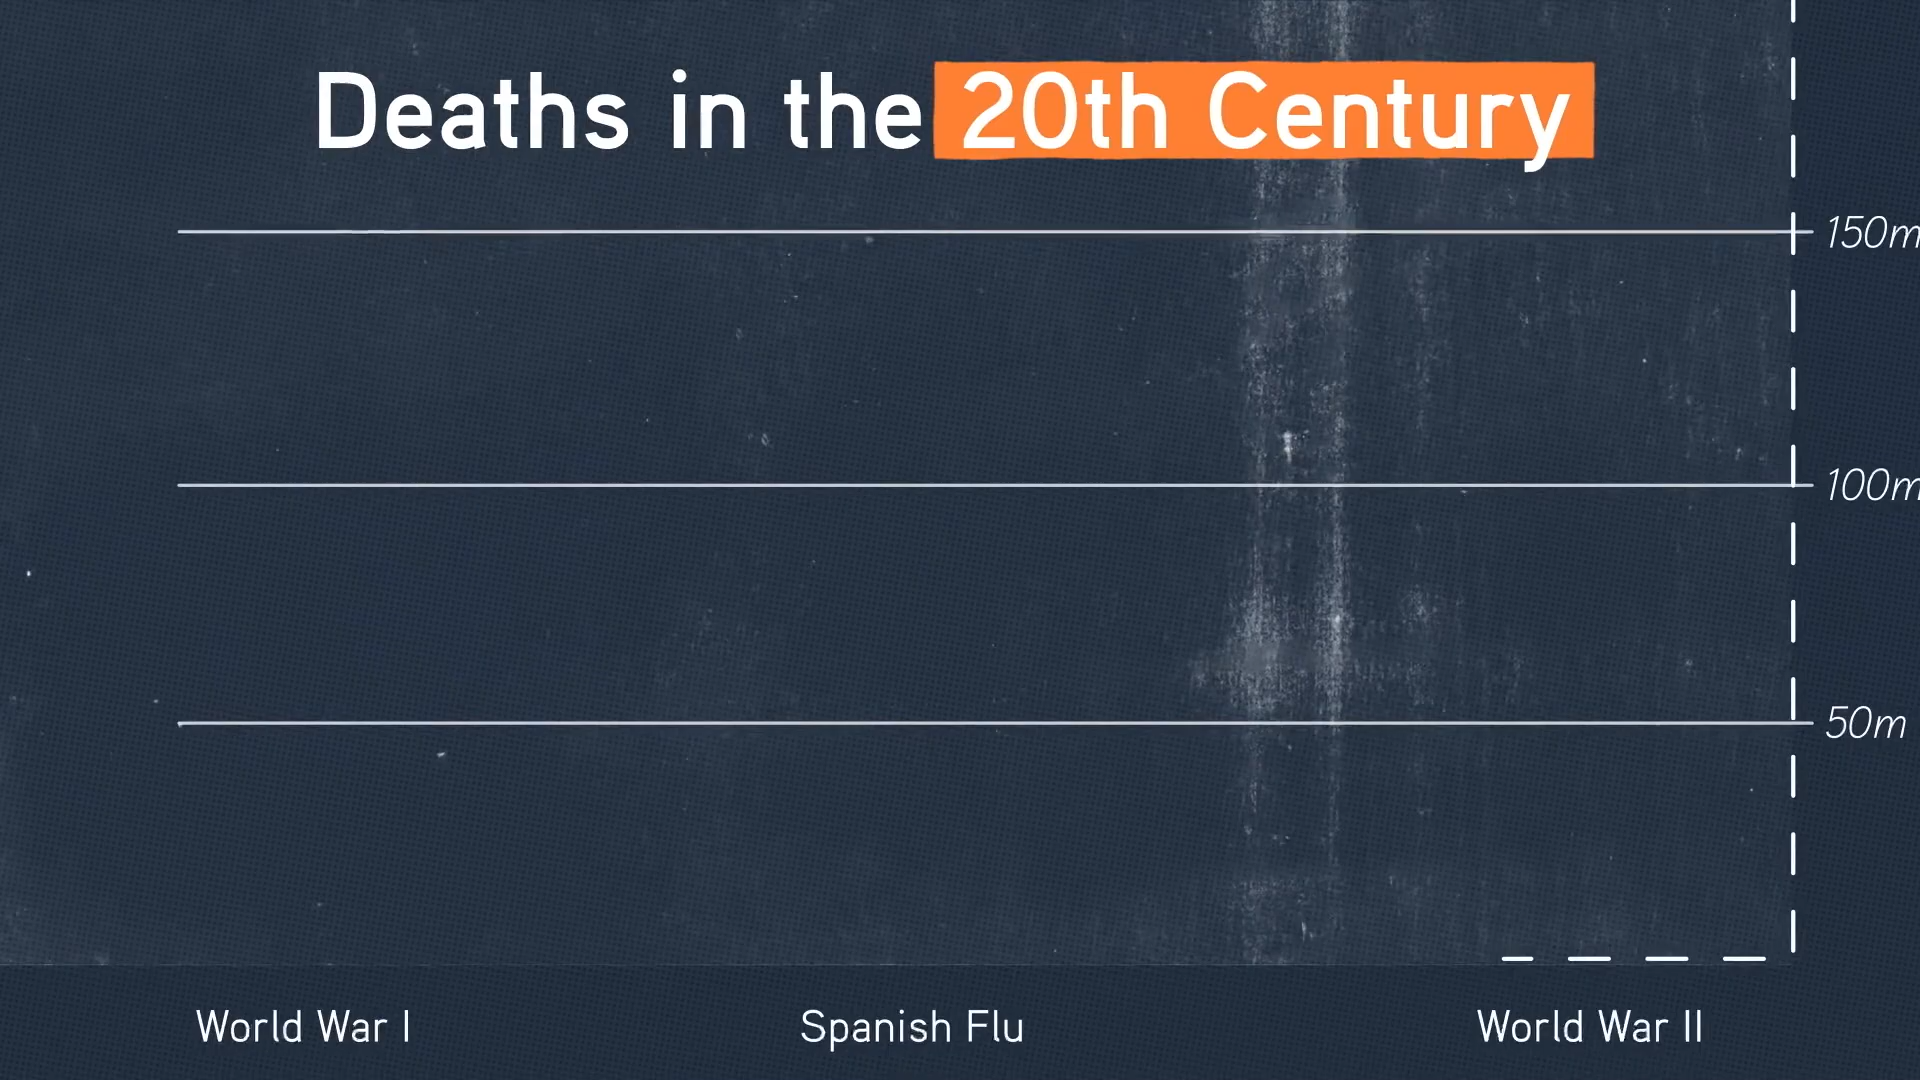 Deaths in the 20th Century
150m
100m
50m
World War I
Spanish Flu
World War II